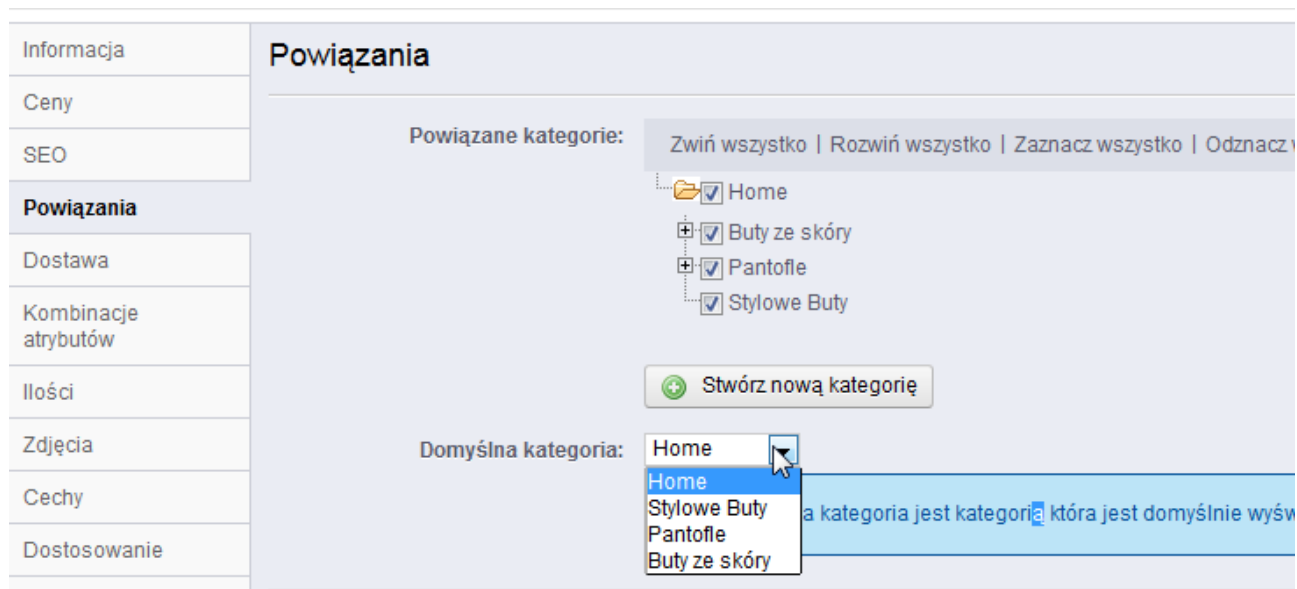 Informacja
Ceny
SEO
Powiązania
Dostawa
Kombinacje
atrybutów
Ilości
Zdjęcia
Cechy
Dostosowanie
Powiązania
Powiązane kategorie:
Zwiń wszystko | Rozwiń wszystko | Zaznacz wszystko | Odznacz
Home
Buty ze skóry
Pantofle
Stylowe Buty
Stwórz nową kategorię
Domyślna kategoria:
Home
Home
Stylowe Buty
Pantofle
Buty ze skóry
a kategoria jest kategorią która jest domyślnie wyśw